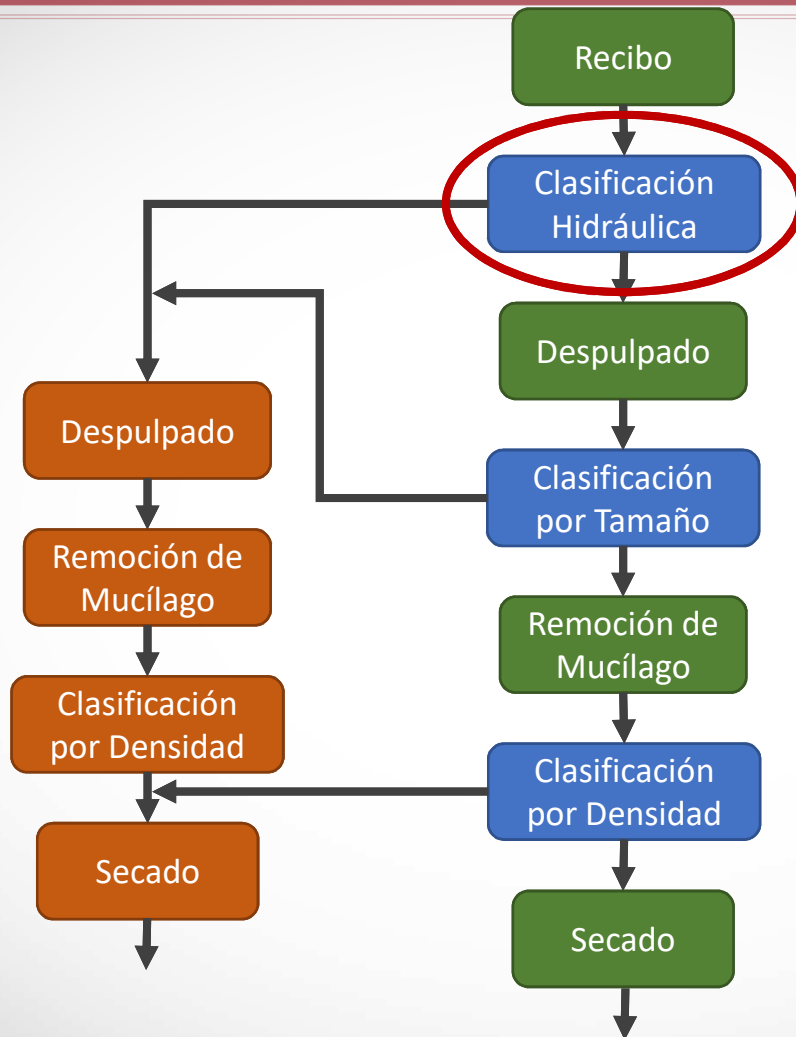 Recibo
Clasificación
Hidráulica
Despulpado
Despulpado
Clasificación
por Tamaño
Remoción de
Mucílago
Remoción de
Mucílago
Clasificación
por Densidad
Clasificación
por Densidad
Secado
Secado